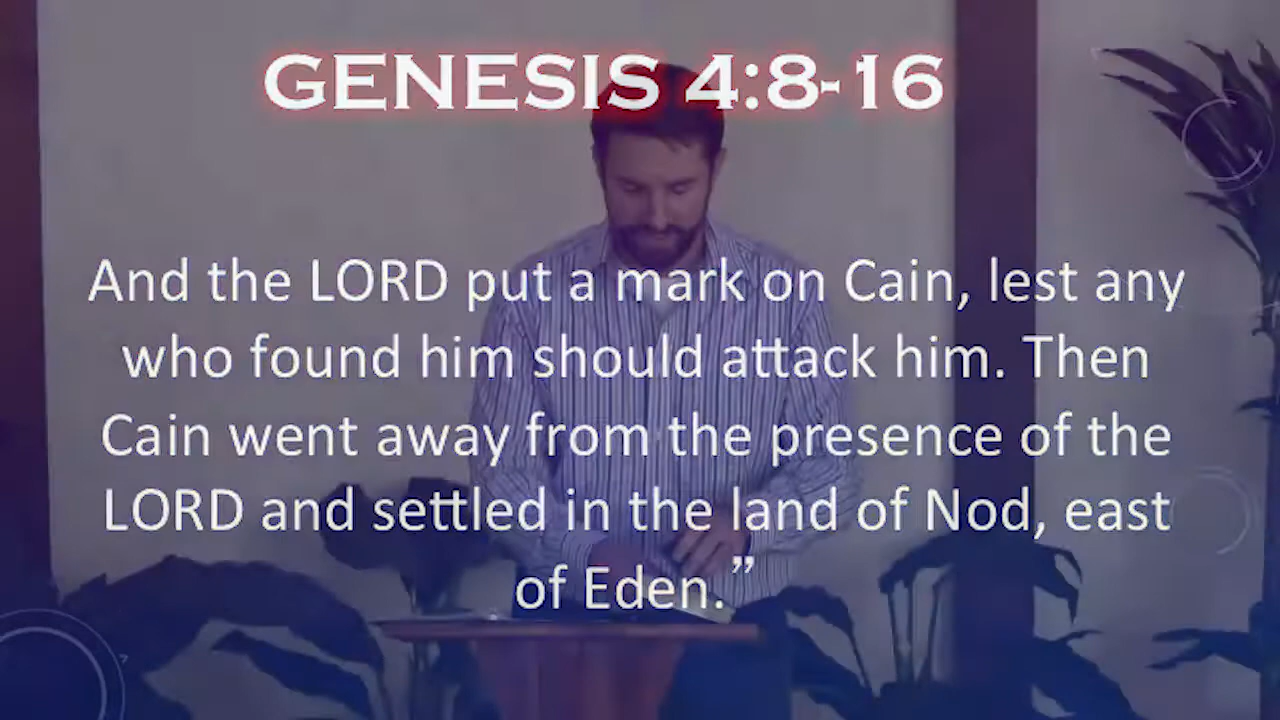 GENESIS 4:8-16
And the LORD put a mark on Cain, lest any
who found him should attack him. Then
Cain went away from the presence of the
LORD and settled in the land of Nod, east
of Eden.”